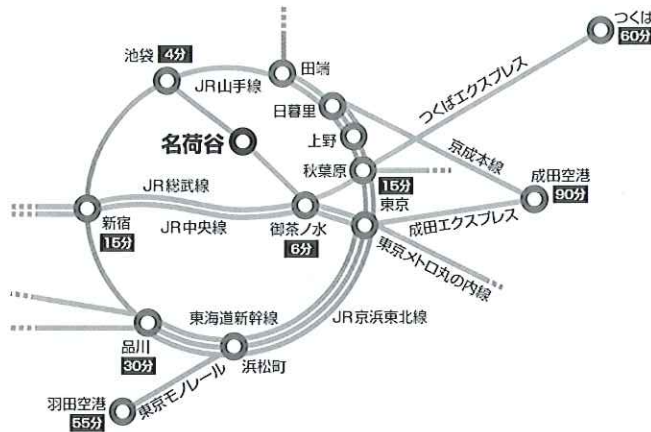 つくば
60分
池袋 4分
田端
JR山手線
日暮里
つくばエクスプレス
名荷谷
上野
京成本線
秋葉原
15分
成田空港
90分
JR総武線
東京
成田エクスプレス
新宿
15分
JR中央線
御茶ノ水
6分
東京メトロ丸の内線
東海道新幹線
JR京浜東北線
品川
30分
浜松町
東京モノレール
羽田空港
55分